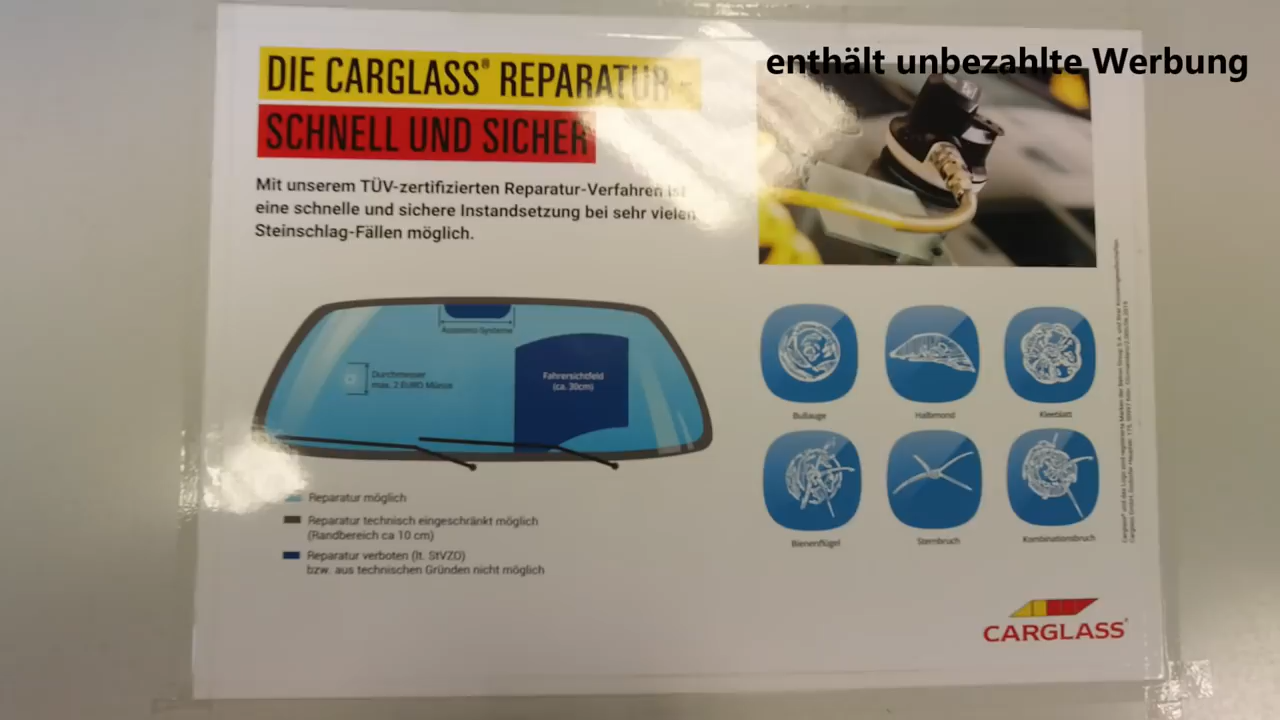 enthält unbezahlte Werbung
DIE CARGLASS® REPARATUR -
SCHNELL UND SICHER
Mit unserem TÜV-zertifizierten Reparatur-Verfahren ist
eine schnelle und sichere Instandsetzung bei sehr vielen
Steinschlag-Fällen möglich.
Assistenz-Systeme
Durchmesser
max. 2 EURO Münze
Fahrersichtfeld
(ca. 30cm)
Reparatur möglich
Reparatur technisch eingeschränkt möglich
(Randbereich ca 10 cm)
Reparatur verboten (lt. StVZO)
bzw. aus technischen Gründen nicht möglich
Bullauge
Halbmond
Kleeblatt
Bienenflügel
Sternbruch
Kombinationsbruch
CARGLASS®